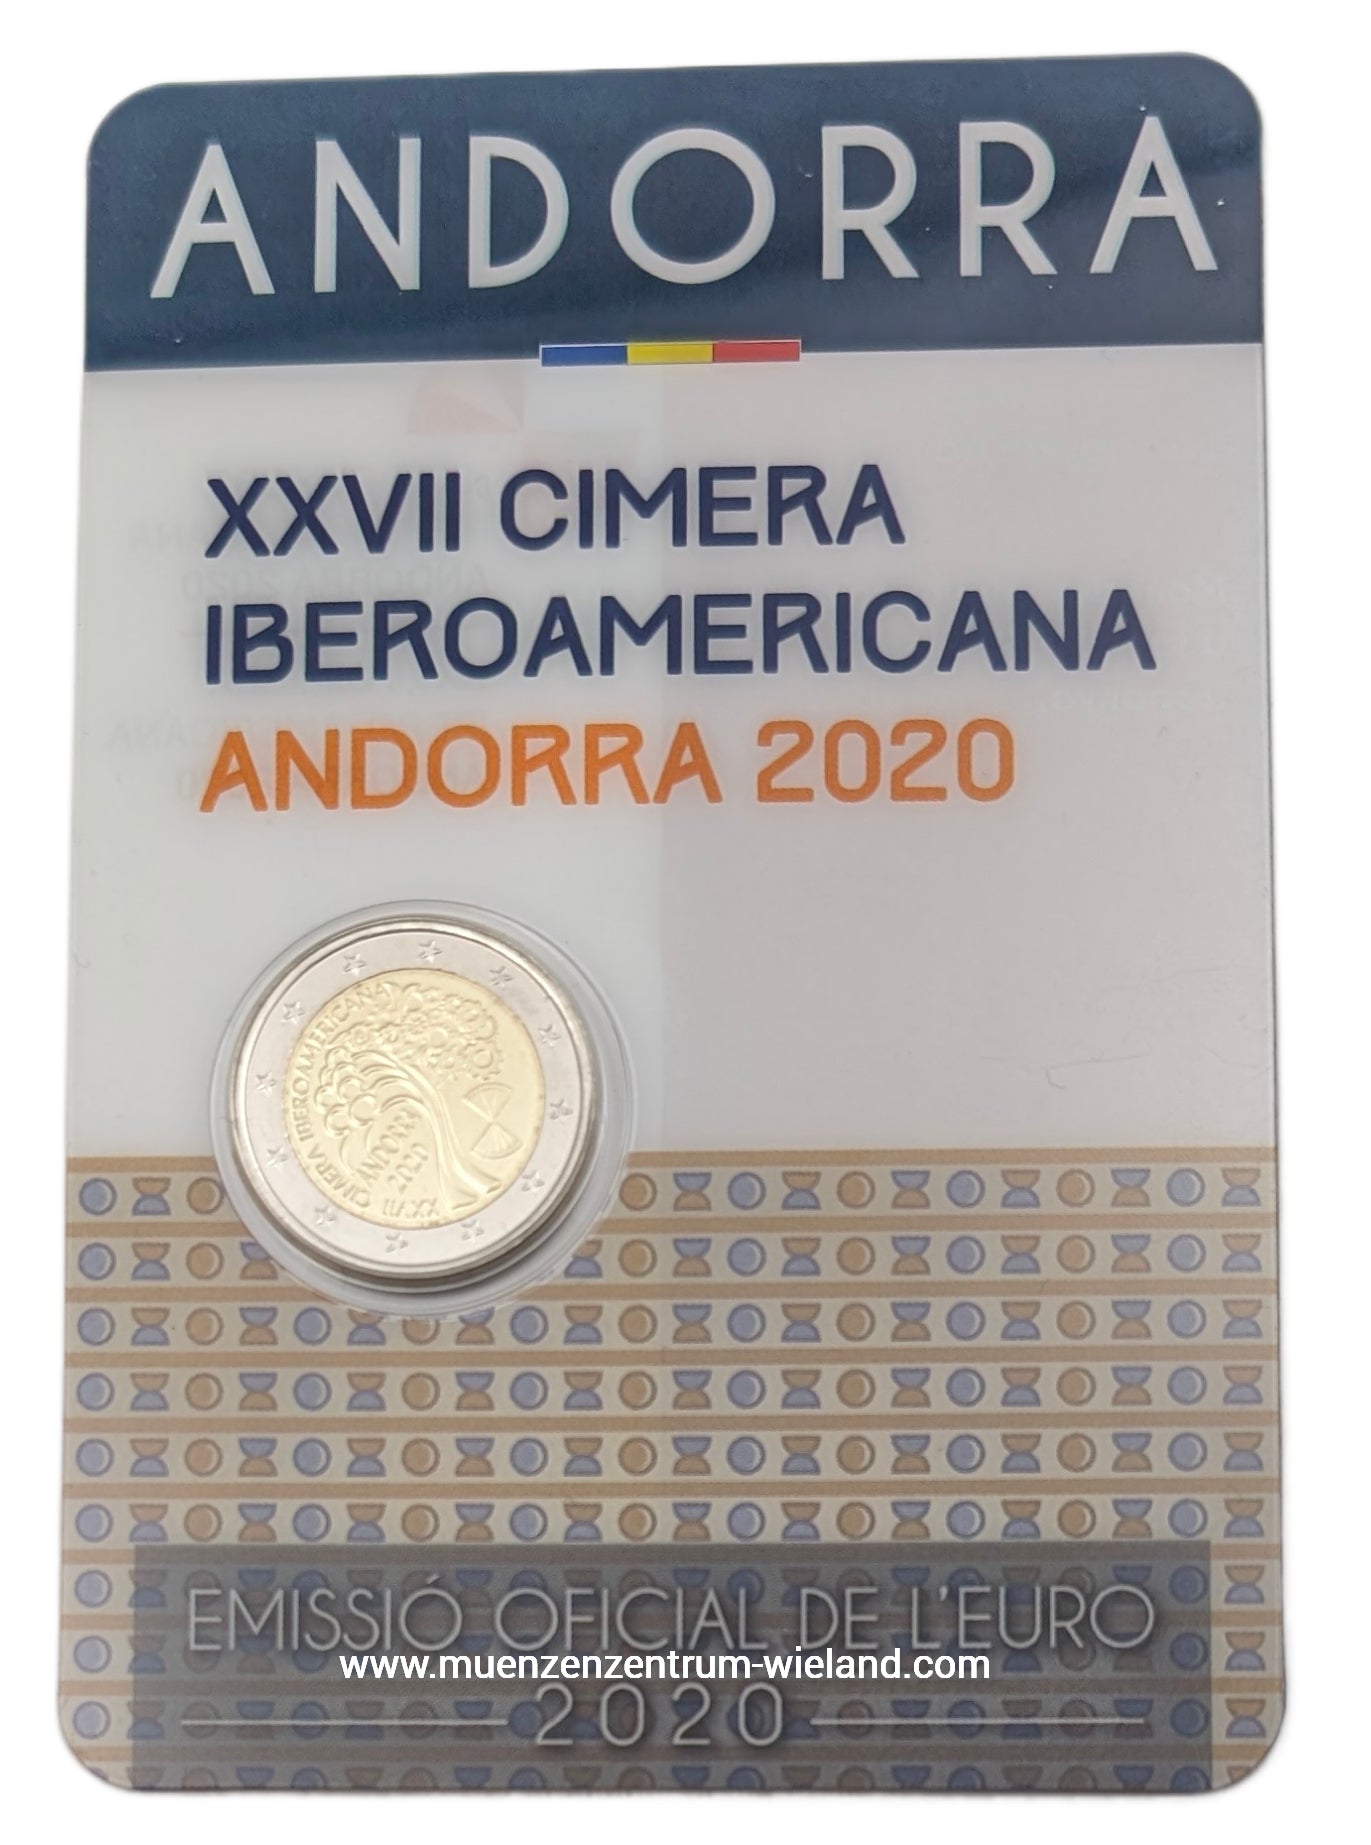 ANDORRA
XXVII CIMERA
IBEROAMERICANA
ANDORRA 2020
CIMERA IBEROAMERICANA
ANDORRA
2020
XXVII
EMISSIÓ OFICIAL DE L'EURO
www.muenzenzentrum-wieland.com
2020